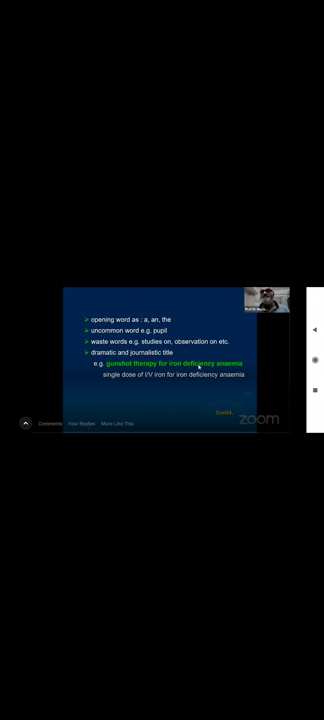 opening word as : a, an, the
uncommon word e.g. pupil
waste words e.g. studies on, observation on etc.
dramatic and journalistic title
e.g. gunshot therapy for iron deficiency anaemia
single dose of I/V iron for iron deficiency anaemia
zoom
Comments Your Replies More Like This